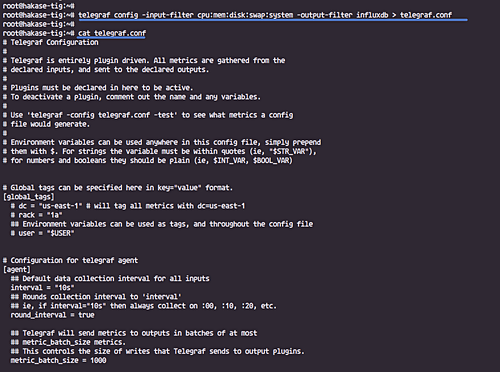 root@hakase-tig:~#
root@hakase-tig:~# telegraf config -input-filter cpu:mem:disk:swap:system -output-filter influxdb > telegraf.conf
root@hakase-tig:~#
root@hakase-tig:~# cat telegraf.conf
# Telegraf Configuration
#
# Telegraf is entirely plugin driven. All metrics are gathered from the
# declared inputs, and sent to the declared outputs.
#
# Plugins must be declared in here to be active.
# To deactivate a plugin, comment out the name and any variables.
#
# Use 'telegraf -config telegraf.conf -test' to see what metrics a config
# file would generate.
#
# Environment variables can be used anywhere in this config file, simply prepend
# them with $. For strings the variable must be within quotes (ie, "$STR_VAR"),
# for numbers and booleans they should be plain (ie, $INT_VAR, $BOOL_VAR)
# Global tags can be specified here in key="value" format.
[global_tags]
# dc = "us-east-1" # will tag all metrics with dc=us-east-1
# rack = "1a"
## Environment variables can be used as tags, and throughout the config file
# user = "$USER"
# Configuration for telegraf agent
[agent]
## Default data collection interval for all inputs
interval = "10s"
## Rounds collection interval to 'interval'
## ie, if interval="10s" then always collect on :00, :10, :20, etc.
round_interval = true
## Telegraf will send metrics to outputs in batches of at most
## metric_batch_size metrics.
## This controls the size of writes that Telegraf sends to output plugins.
metric_batch_size = 1000